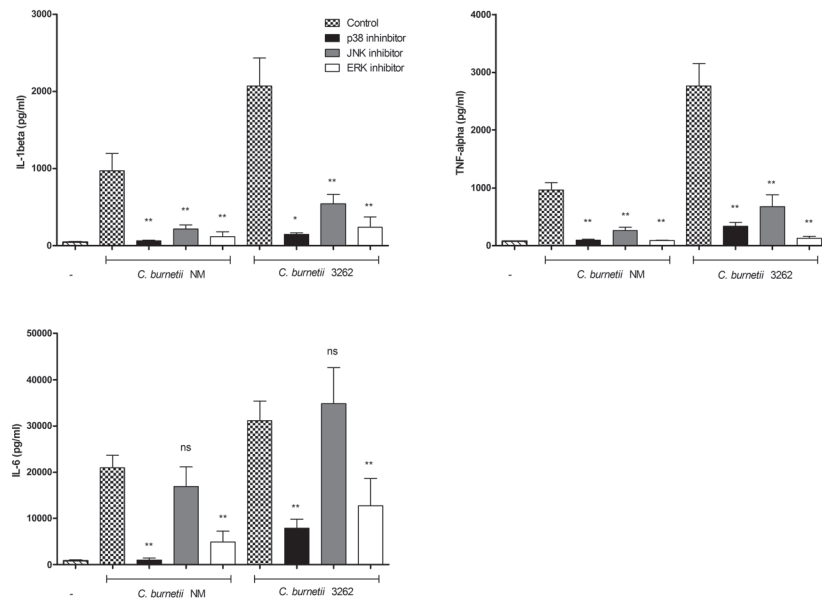 3000
2000
1000
0
IL-1beta (pg/ml)
Control
p38 inhinbitor
JNK inhibitor
ERK inhibitor
**
**
**
*
**
**
-
C. burnetii NM
C. burnetii 3262
4000
3000
2000
1000
0
TNF-alpha (pg/ml)
**
**
**
**
**
**
-
C. burnetii NM
C. burnetii 3262
50000
40000
30000
20000
10000
0
IL-6 (pg/ml)
**
ns
**
**
ns
**
-
C. burnetii NM
C. burnetii 3262